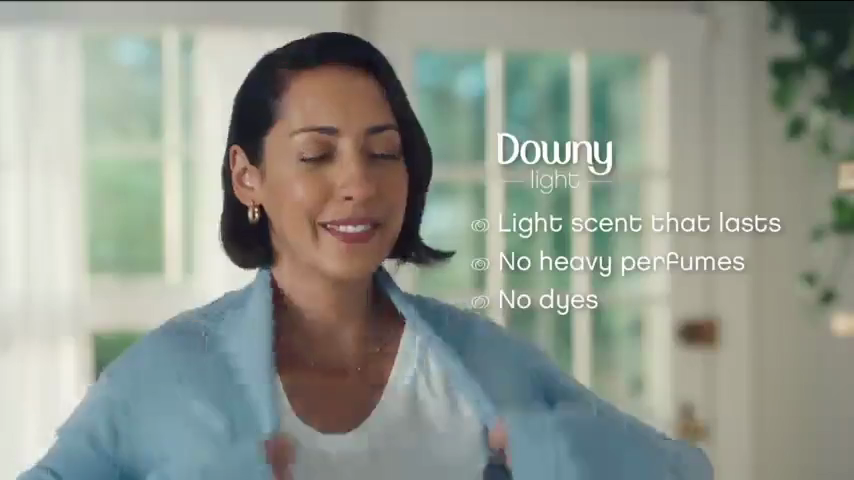 Downy
light
Light scent that lasts
No heavy perfumes
No dyes